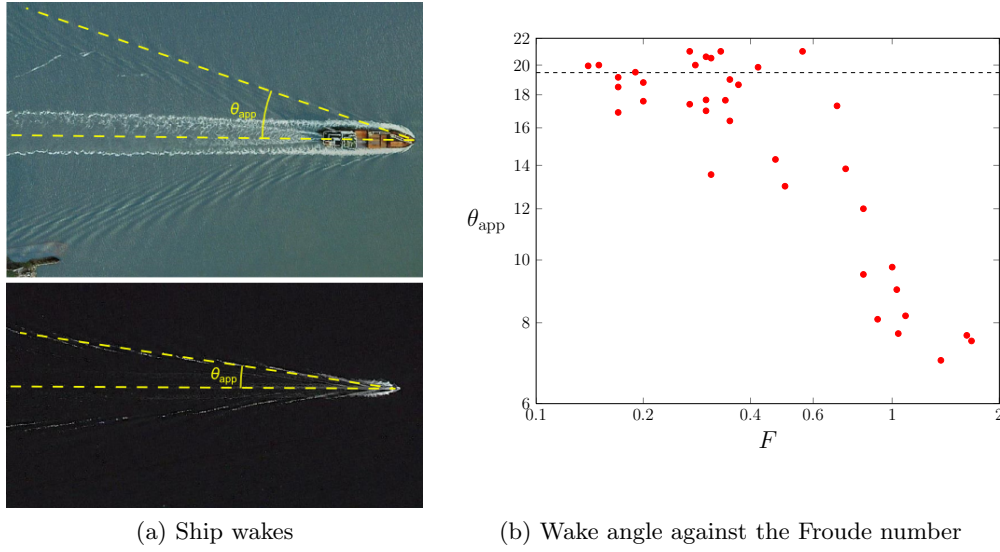 θapp
θapp
(a) Ship wakes
22
20
18
16
14
12
10
8
6
θapp
0.1
0.2
0.4
0.6
1
2
F
(b) Wake angle against the Froude number